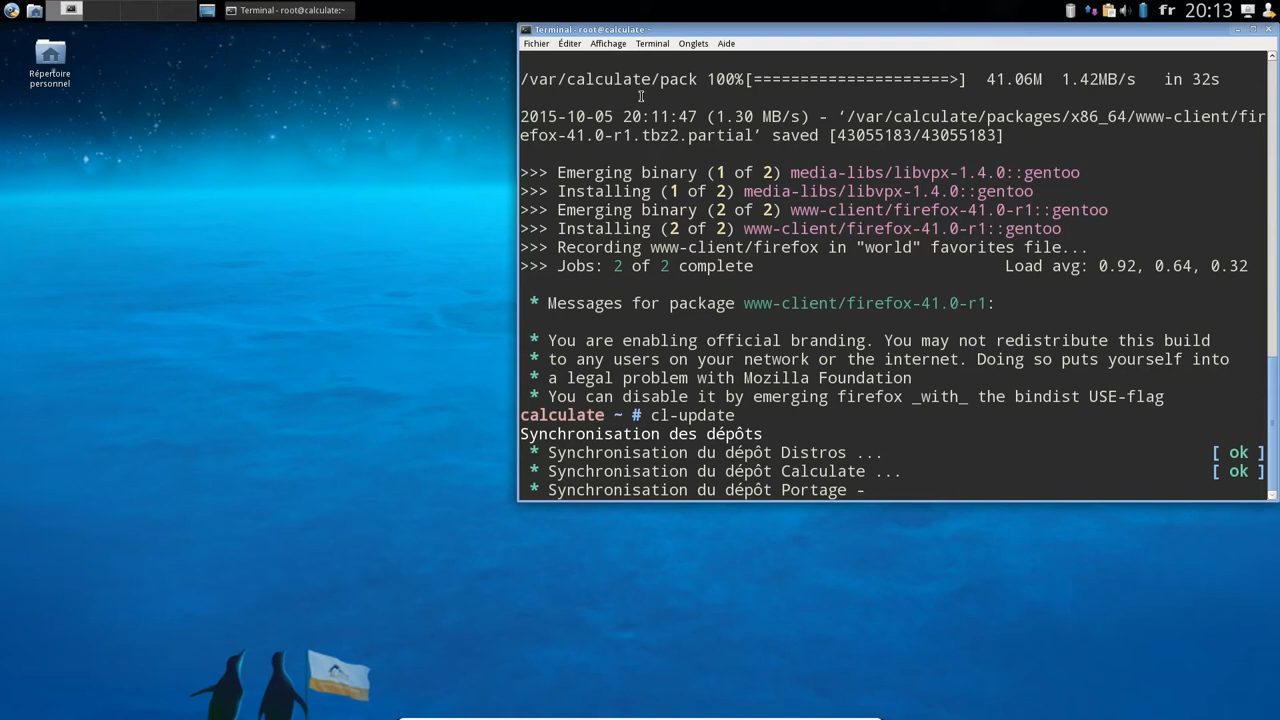 Terminal - root@calculate:~
fr
20:13
Répertoire
personnel
Terminal - root@calculate:~
Fichier Éditer Affichage Terminal Onglets Aide
/var/calculate/pack 100%[=====================>]  41.06M  1.42MB/s   in 32s
2015-10-05 20:11:47 (1.30 MB/s) - ‘/var/calculate/packages/x86_64/www-client/fir
efox-41.0-r1.tbz2.partial’ saved [43055183/43055183]
>>> Emerging binary (1 of 2) media-libs/libvpx-1.4.0::gentoo
>>> Installing (1 of 2) media-libs/libvpx-1.4.0::gentoo
>>> Emerging binary (2 of 2) www-client/firefox-41.0-r1::gentoo
>>> Installing (2 of 2) www-client/firefox-41.0-r1::gentoo
>>> Recording www-client/firefox in "world" favorites file...
>>> Jobs: 2 of 2 complete                           Load avg: 0.92, 0.64, 0.32
 * Messages for package www-client/firefox-41.0-r1:
 * You are enabling official branding. You may not redistribute this build
 * to any users on your network or the internet. Doing so puts yourself into
 * a legal problem with Mozilla Foundation
 * You can disable it by emerging firefox _with_ the bindist USE-flag
calculate ~ # cl-update
Synchronisation des dépôts
 * Synchronisation du dépôt Distros ...                                   [ ok ]
 * Synchronisation du dépôt Calculate ...                                 [ ok ]
 * Synchronisation du dépôt Portage -